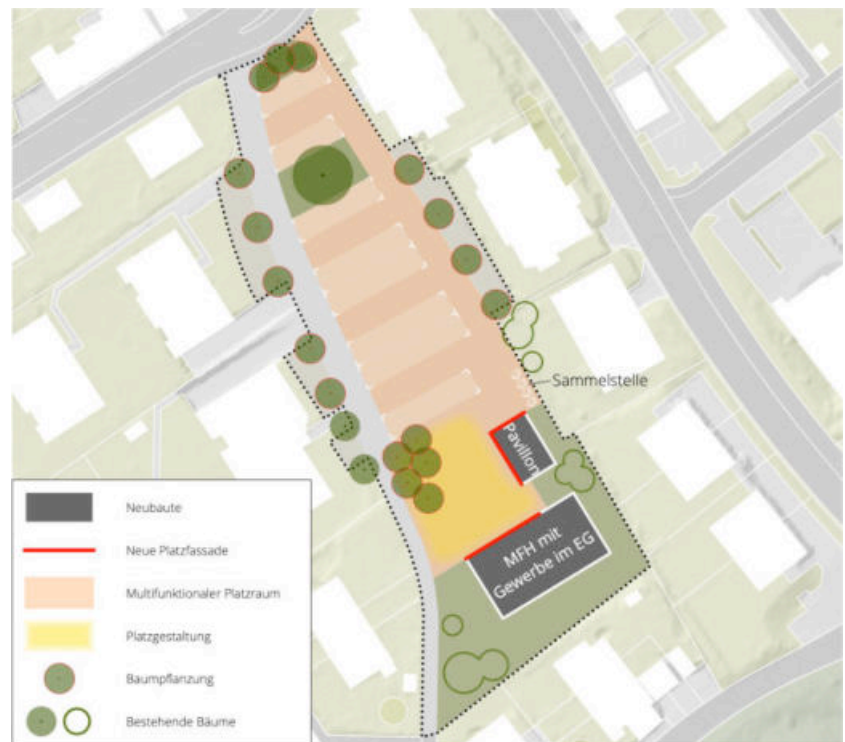 Sammelstelle
Pavillon
MFH mit
Gewerbe im EG
Neubaute
Neue Platzfassade
Multifunktionaler Platzraum
Platzgestaltung
Baumpflanzung
Bestehende Bäume